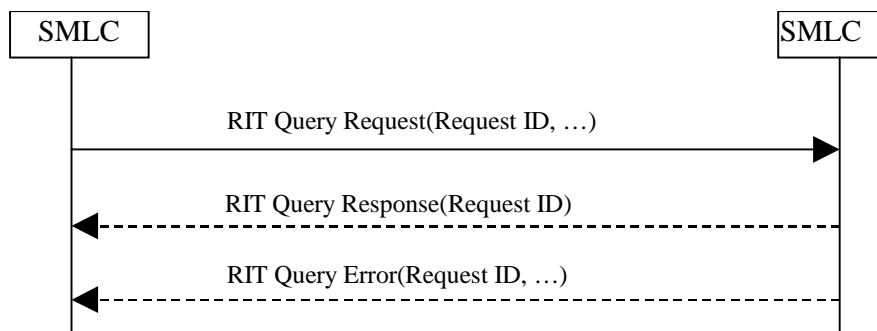 SMLC
SMLC
RIT Query Request(Request ID, …)
RIT Query Response(Request ID)
RIT Query Error(Request ID, …)